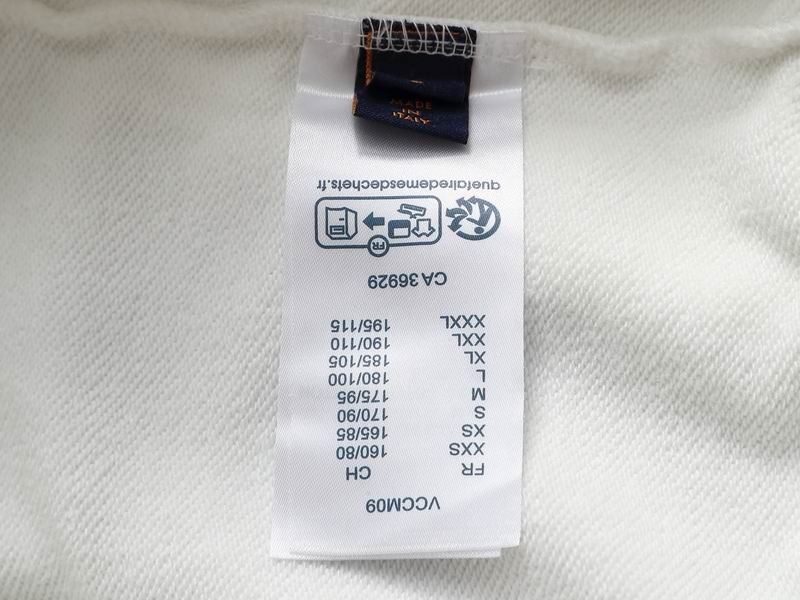 MADE
IN
ITALY
VCCM09
FR CH
XXS 160/80
XS 165/85
S 170/90
M 175/95
L 180/100
XL 185/105
XXL 190/110
XXXL 195/115
CA 36929
FR
quefairedemesdechets.fr